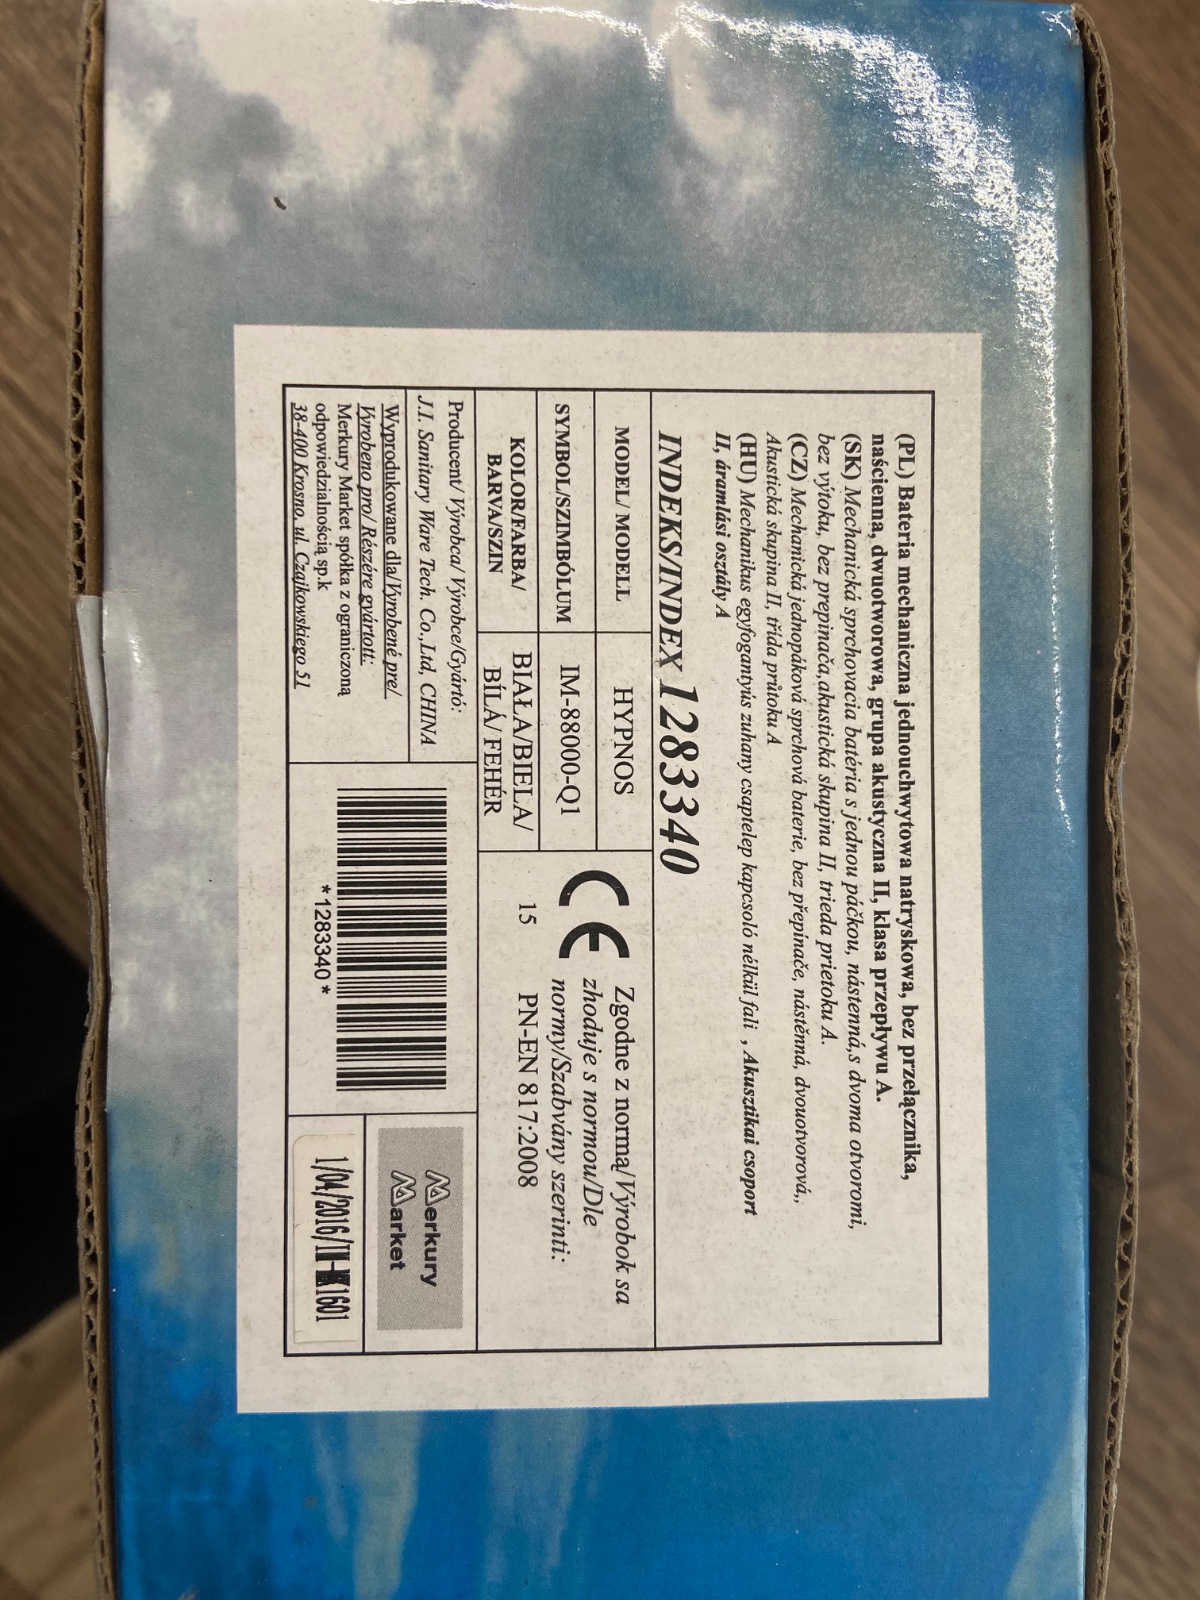 (PL) Bateria mechaniczna jednouchwytowa natryskowa, bez przełącznika,
naścienna, dwuotworowa, grupa akustyczna II, klasa przepływu A.
(SK) Mechanická sprchovacia batéria s jednou páčkou, nástenná,s dvoma otvoromi,
bez výtoku, bez prepinača,akustická skupina II, trieda prietoku A.
(CZ) Mechanická jednopáková sprchová baterie, bez přepínače, nástěnná, dvouotvorová,,
Akustická skupina II, třída průtoku A
(HU) Mechanikus egyfogantyús zuhany csaptelep kapcsoló nélkül fali , Akusztikai csoport
II, áramlási osztály A
INDEKS/INDEX 1283340
MODEL/ MODELL
HYPNOS
SYMBOL/SZIMBÓLUM
IM-88000-Q1
KOLOR/FARBA/
BARVA/SZIN
BIAŁA/BIELA/
BÍLÁ/ FEHÉR
CE
15
Zgodne z normą/Výrobok sa
zhoduje s normou/Dle
normy/Szabvány szerinti:
PN-EN 817:2008
Producent/ Výrobca/ Výrobce/Gyártó:
J.I. Sanitary Ware Tech. Co.,Ltd, CHINA
Wyprodukowane dla/Vyrobené pre/
Vyrobeno pro/ Részére gyártott:
Merkury Market spółka z ograniczoną
odpowiedzialnością sp.k
38-400 Krosno, ul. Czajkowskiego 51
*1283340*
Merkury
Market
1/04/2016/II-MK1601